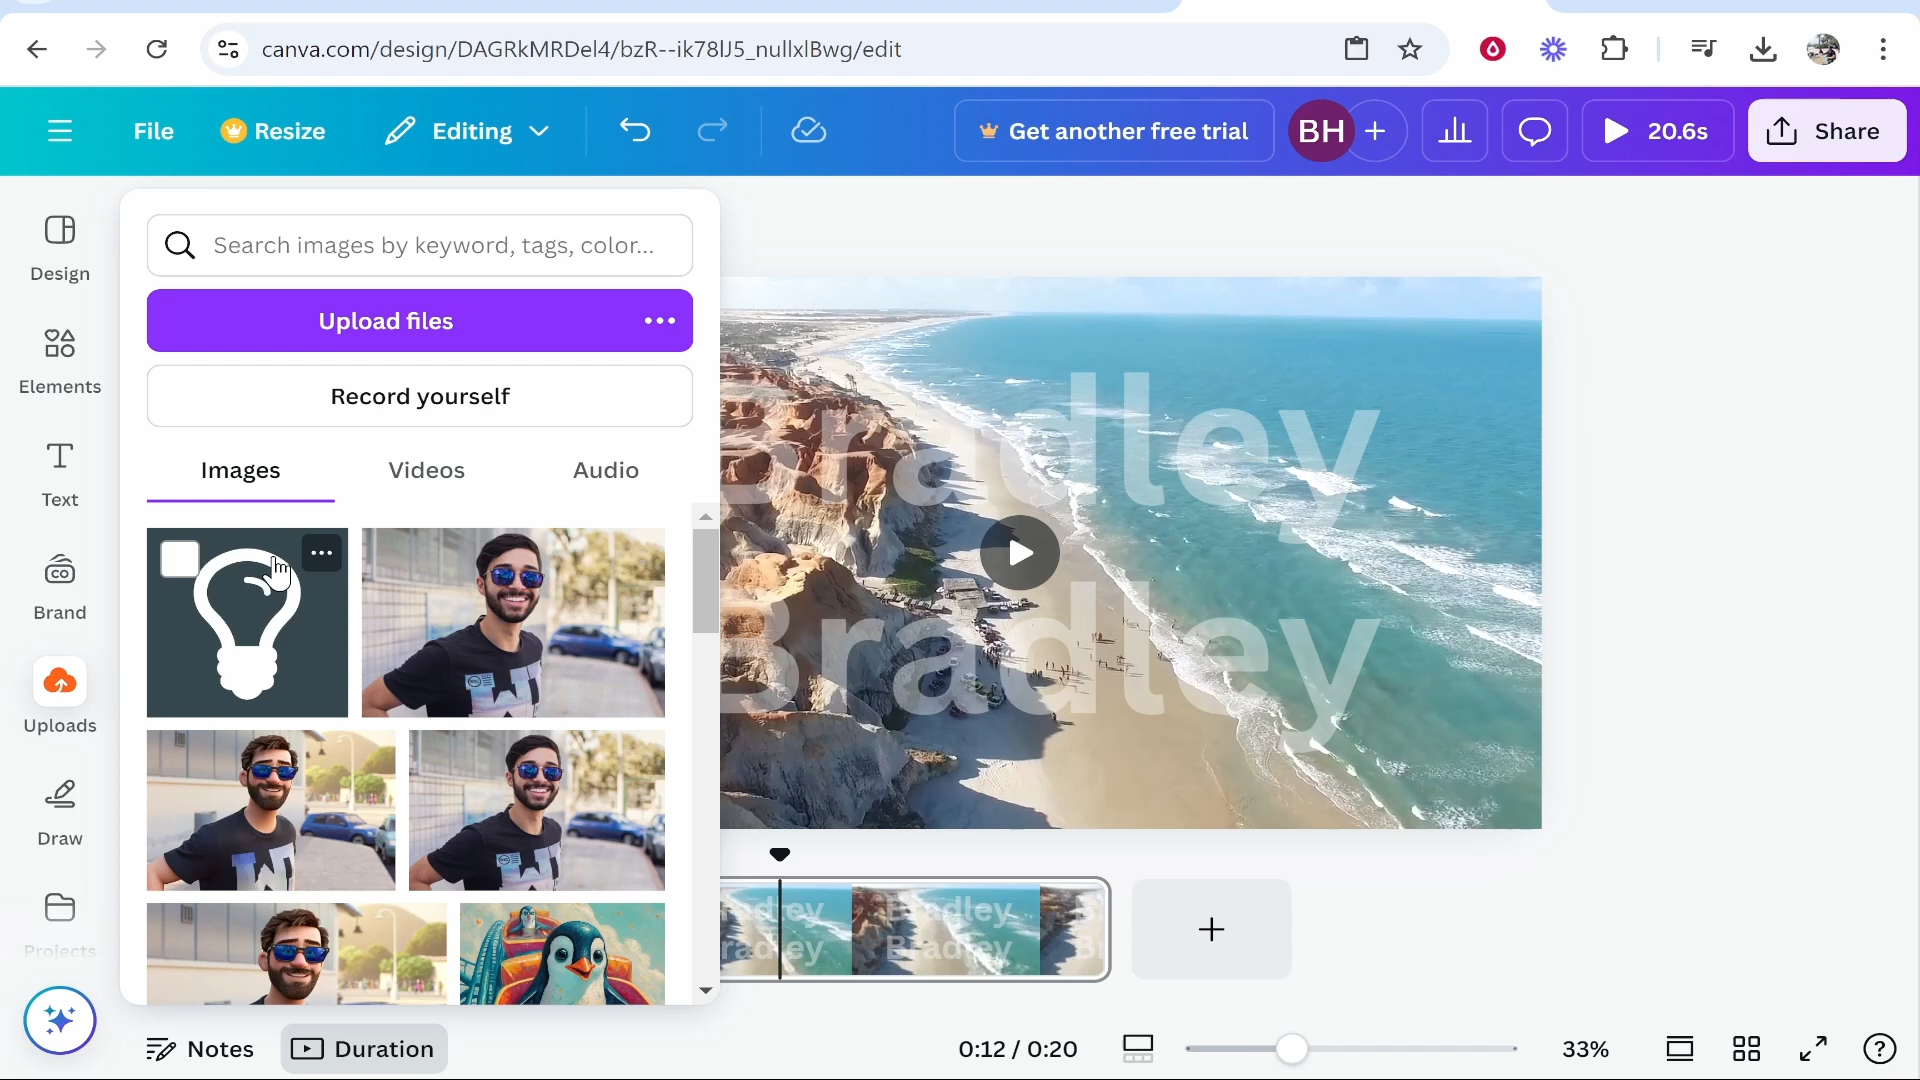 canva.com/design/DAGRkMRDel4/bzR--ik78lJ5_nullxlBwg/edit
File
Resize
Editing
Get another free trial
BH
20.6s
Share
Design
Elements
Text
Brand
Uploads
Draw
Projects
Search images by keyword, tags, color...
Upload files
Record yourself
Images
Videos
Audio
Bradley
Bradley
Bradley
Bradley
Notes
Duration
0:12 / 0:20
33%